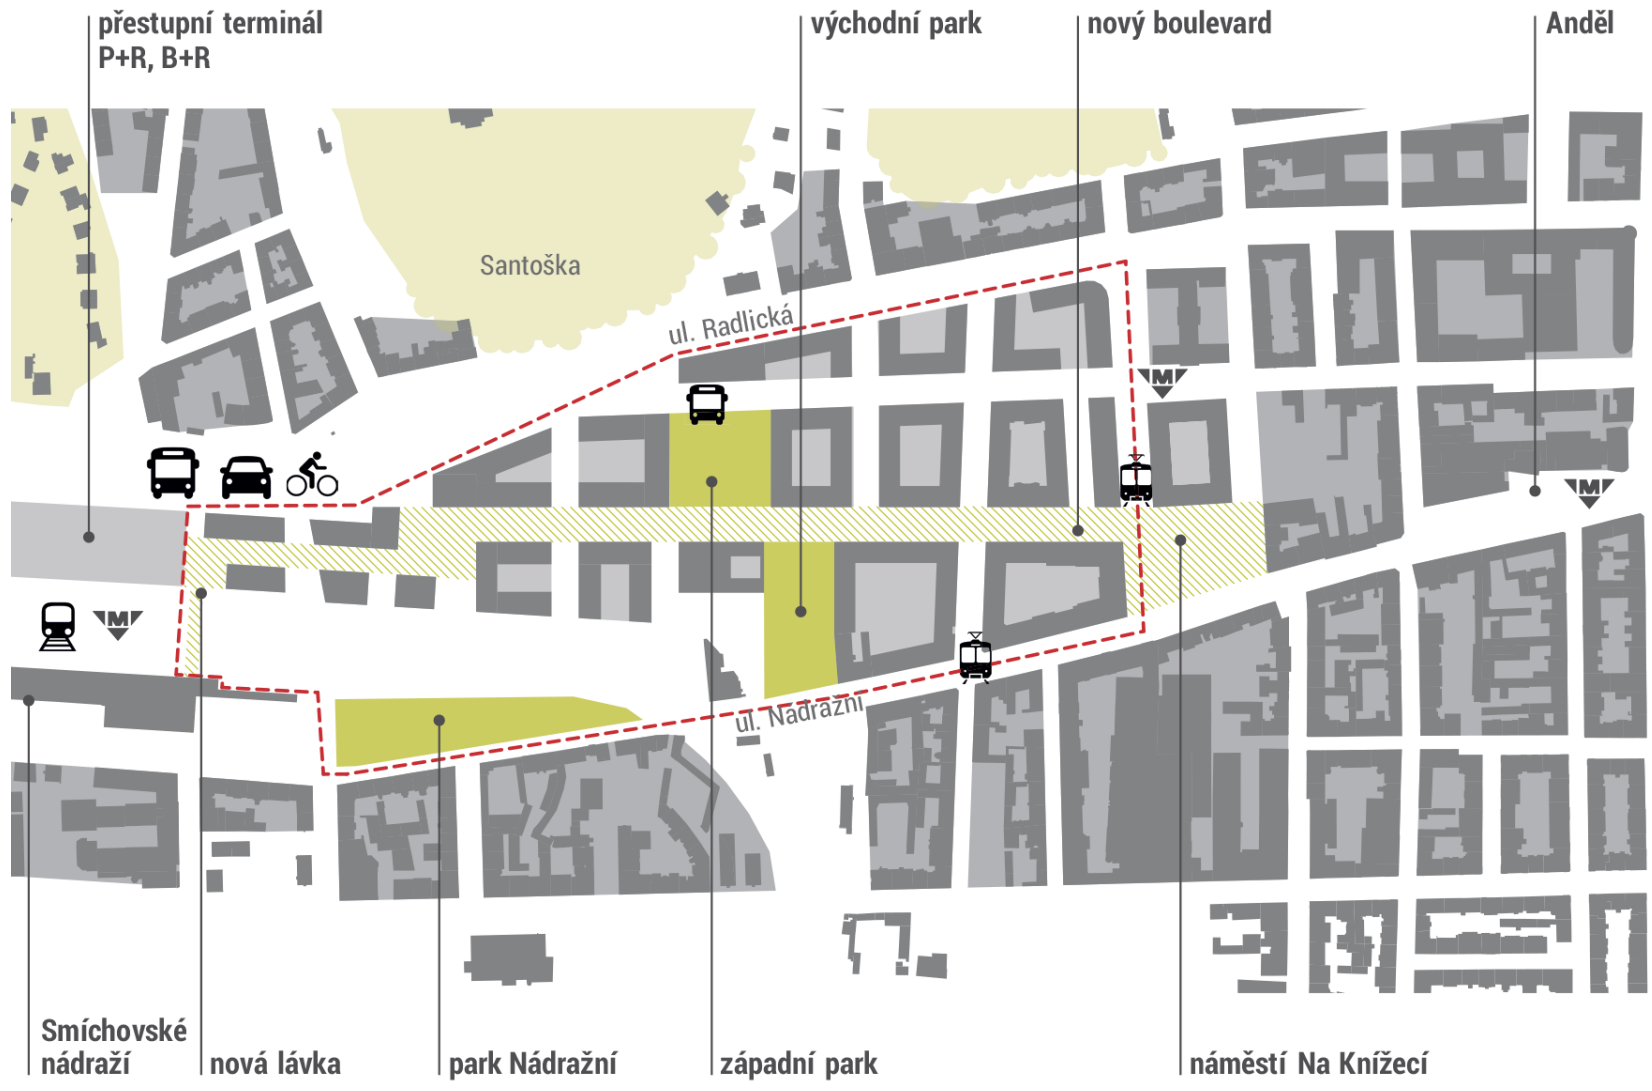 přestupní terminál
P+R, B+R
východní park
nový boulevard
Anděl
Santoška
ul. Radlická
M
M
M
ul. Nádražní
Smíchovské
nádraží
nová lávka
park Nádražní
západní park
náměstí Na Knížecí